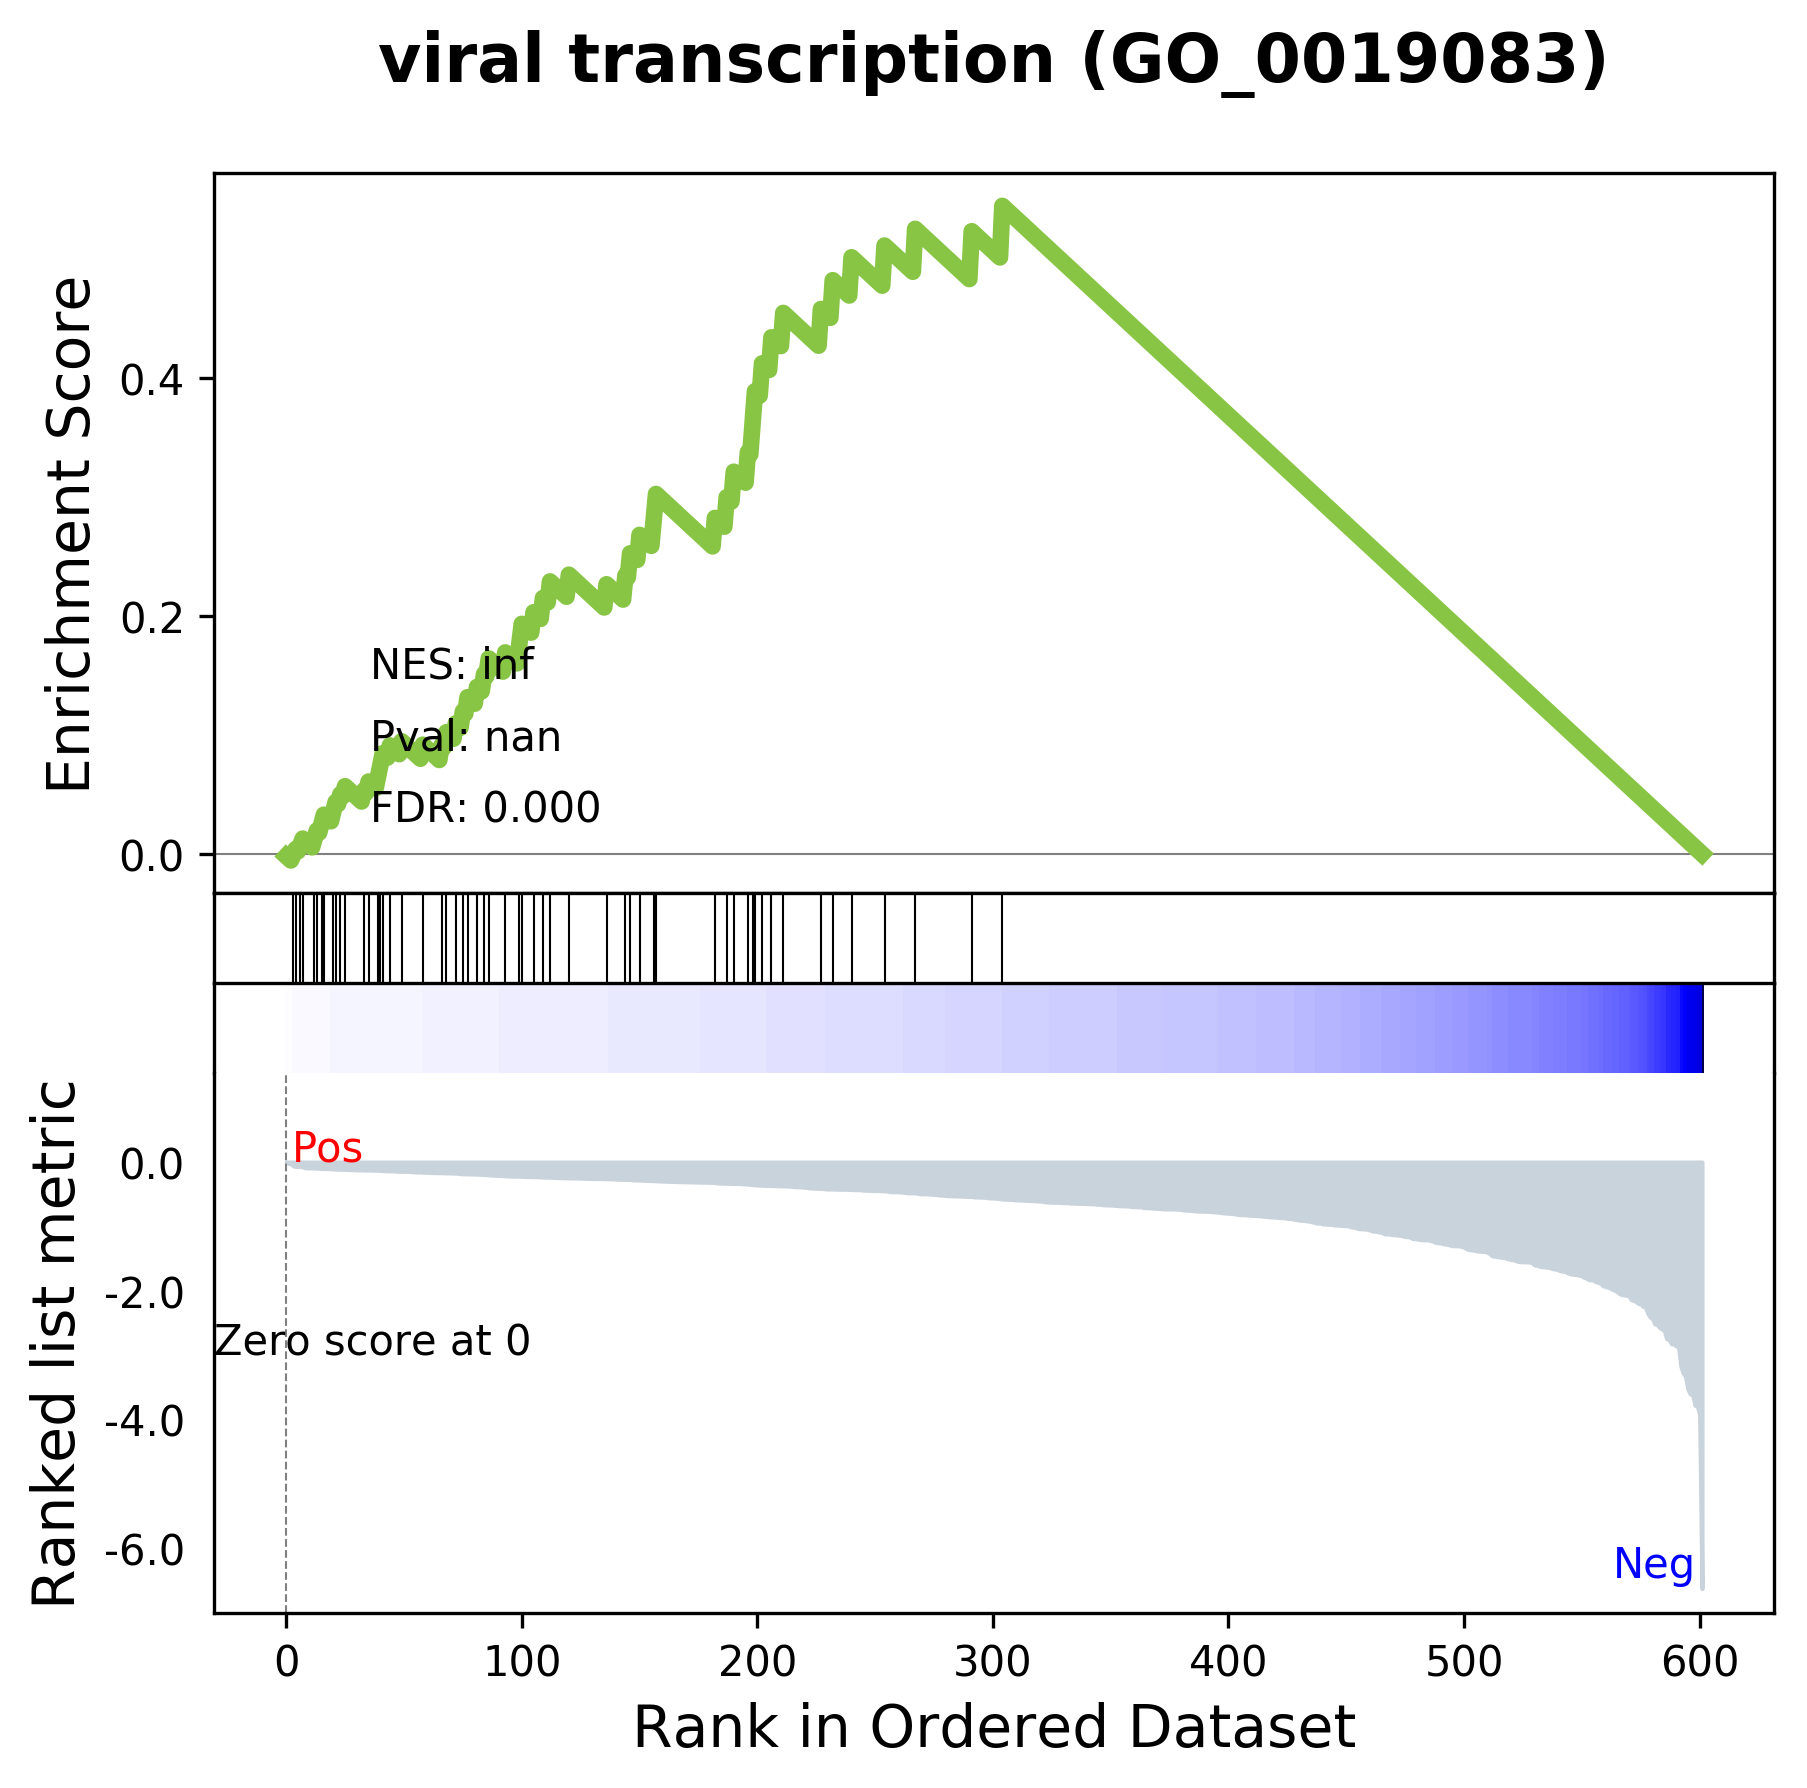 viral transcription (GO_0019083)
Enrichment Score
0.4
0.2
0.0
NES: inf
Pval: nan
FDR: 0.000
Ranked list metric
0.0
-2.0
-4.0
-6.0
Pos
Zero score at 0
Neg
0 100 200 300 400 500 600
Rank in Ordered Dataset